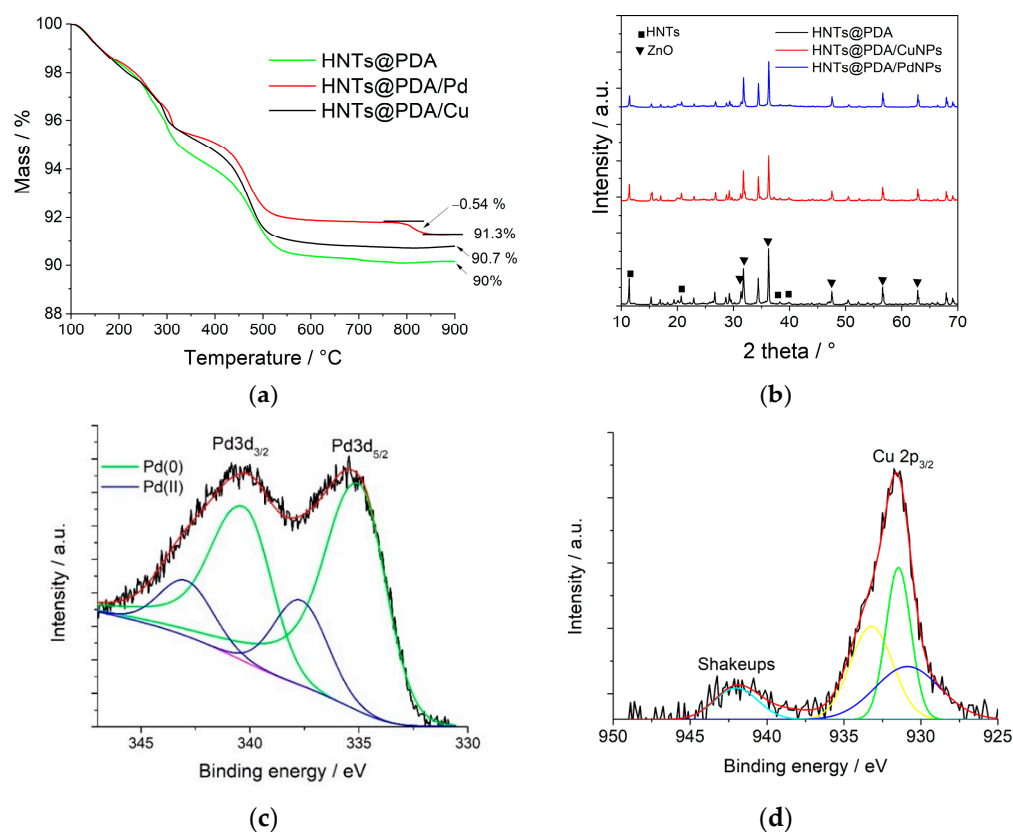 100
98
96
94
92
90
88
Mass / %
HNTs@PDA
HNTs@PDA/Pd
HNTs@PDA/Cu
−0.54 %
91.3%
90.7 %
90%
100 200 300 400 500 600 700 800 900
Temperature / °C
(a)
HNTs
ZnO
HNTs@PDA
HNTs@PDA/CuNPs
HNTs@PDA/PdNPs
Intensity / a.u.
10 20 30 40 50 60 70
2 theta / °
(b)
Pd3d3/2
Pd3d5/2
Pd(0)
Pd(II)
Intensity / a.u.
345 340 335 330
Binding energy / eV
(c)
Cu 2p3/2
Shakeups
Intensity / a.u.
950 945 940 935 930 925
Binding energy / eV
(d)